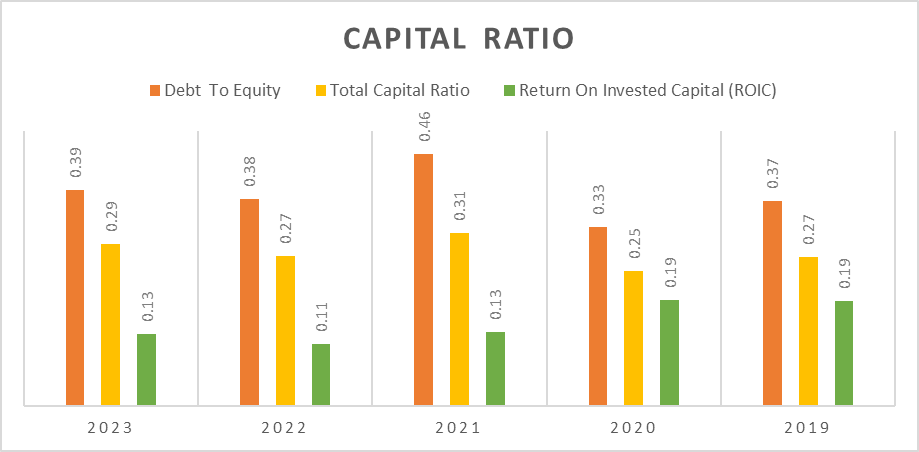 CAPITAL RATIO
Debt To Equity Total Capital Ratio Return On Invested Capital (ROIC)
0.39 0.29 0.13 0.38 0.27 0.11 0.46 0.31 0.13 0.33 0.25 0.19 0.37 0.27 0.19
2023 2022 2021 2020 2019